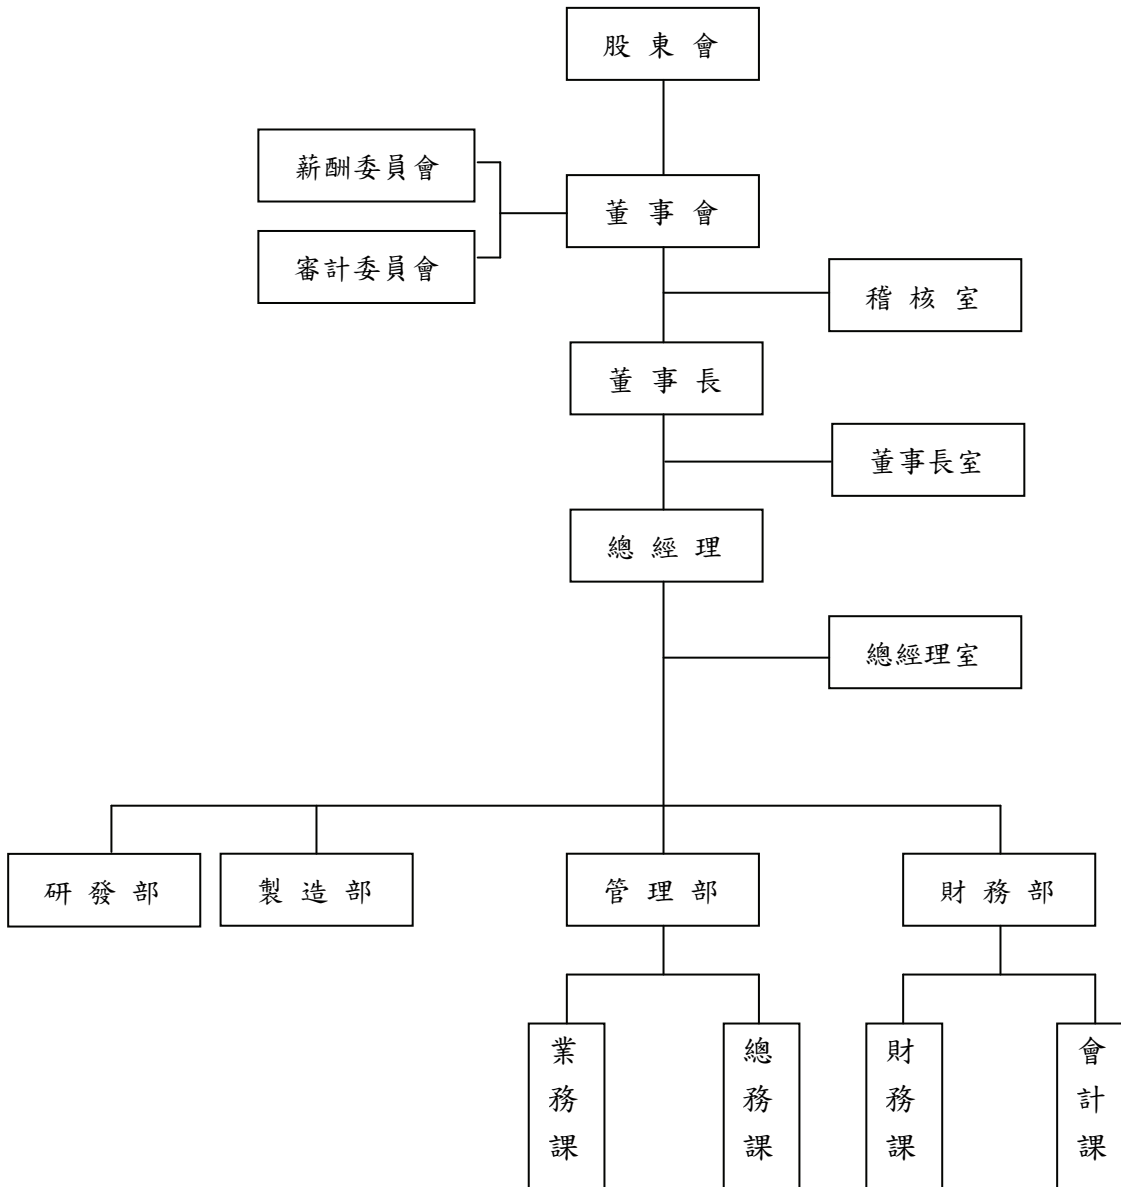 股東會
薪酬委員會
董事會
審計委員會
稽核室
董事長
董事長室
總經理
總經理室
研發部
製造部
管理部
財務部
業務課
總務課
財務課
會計課